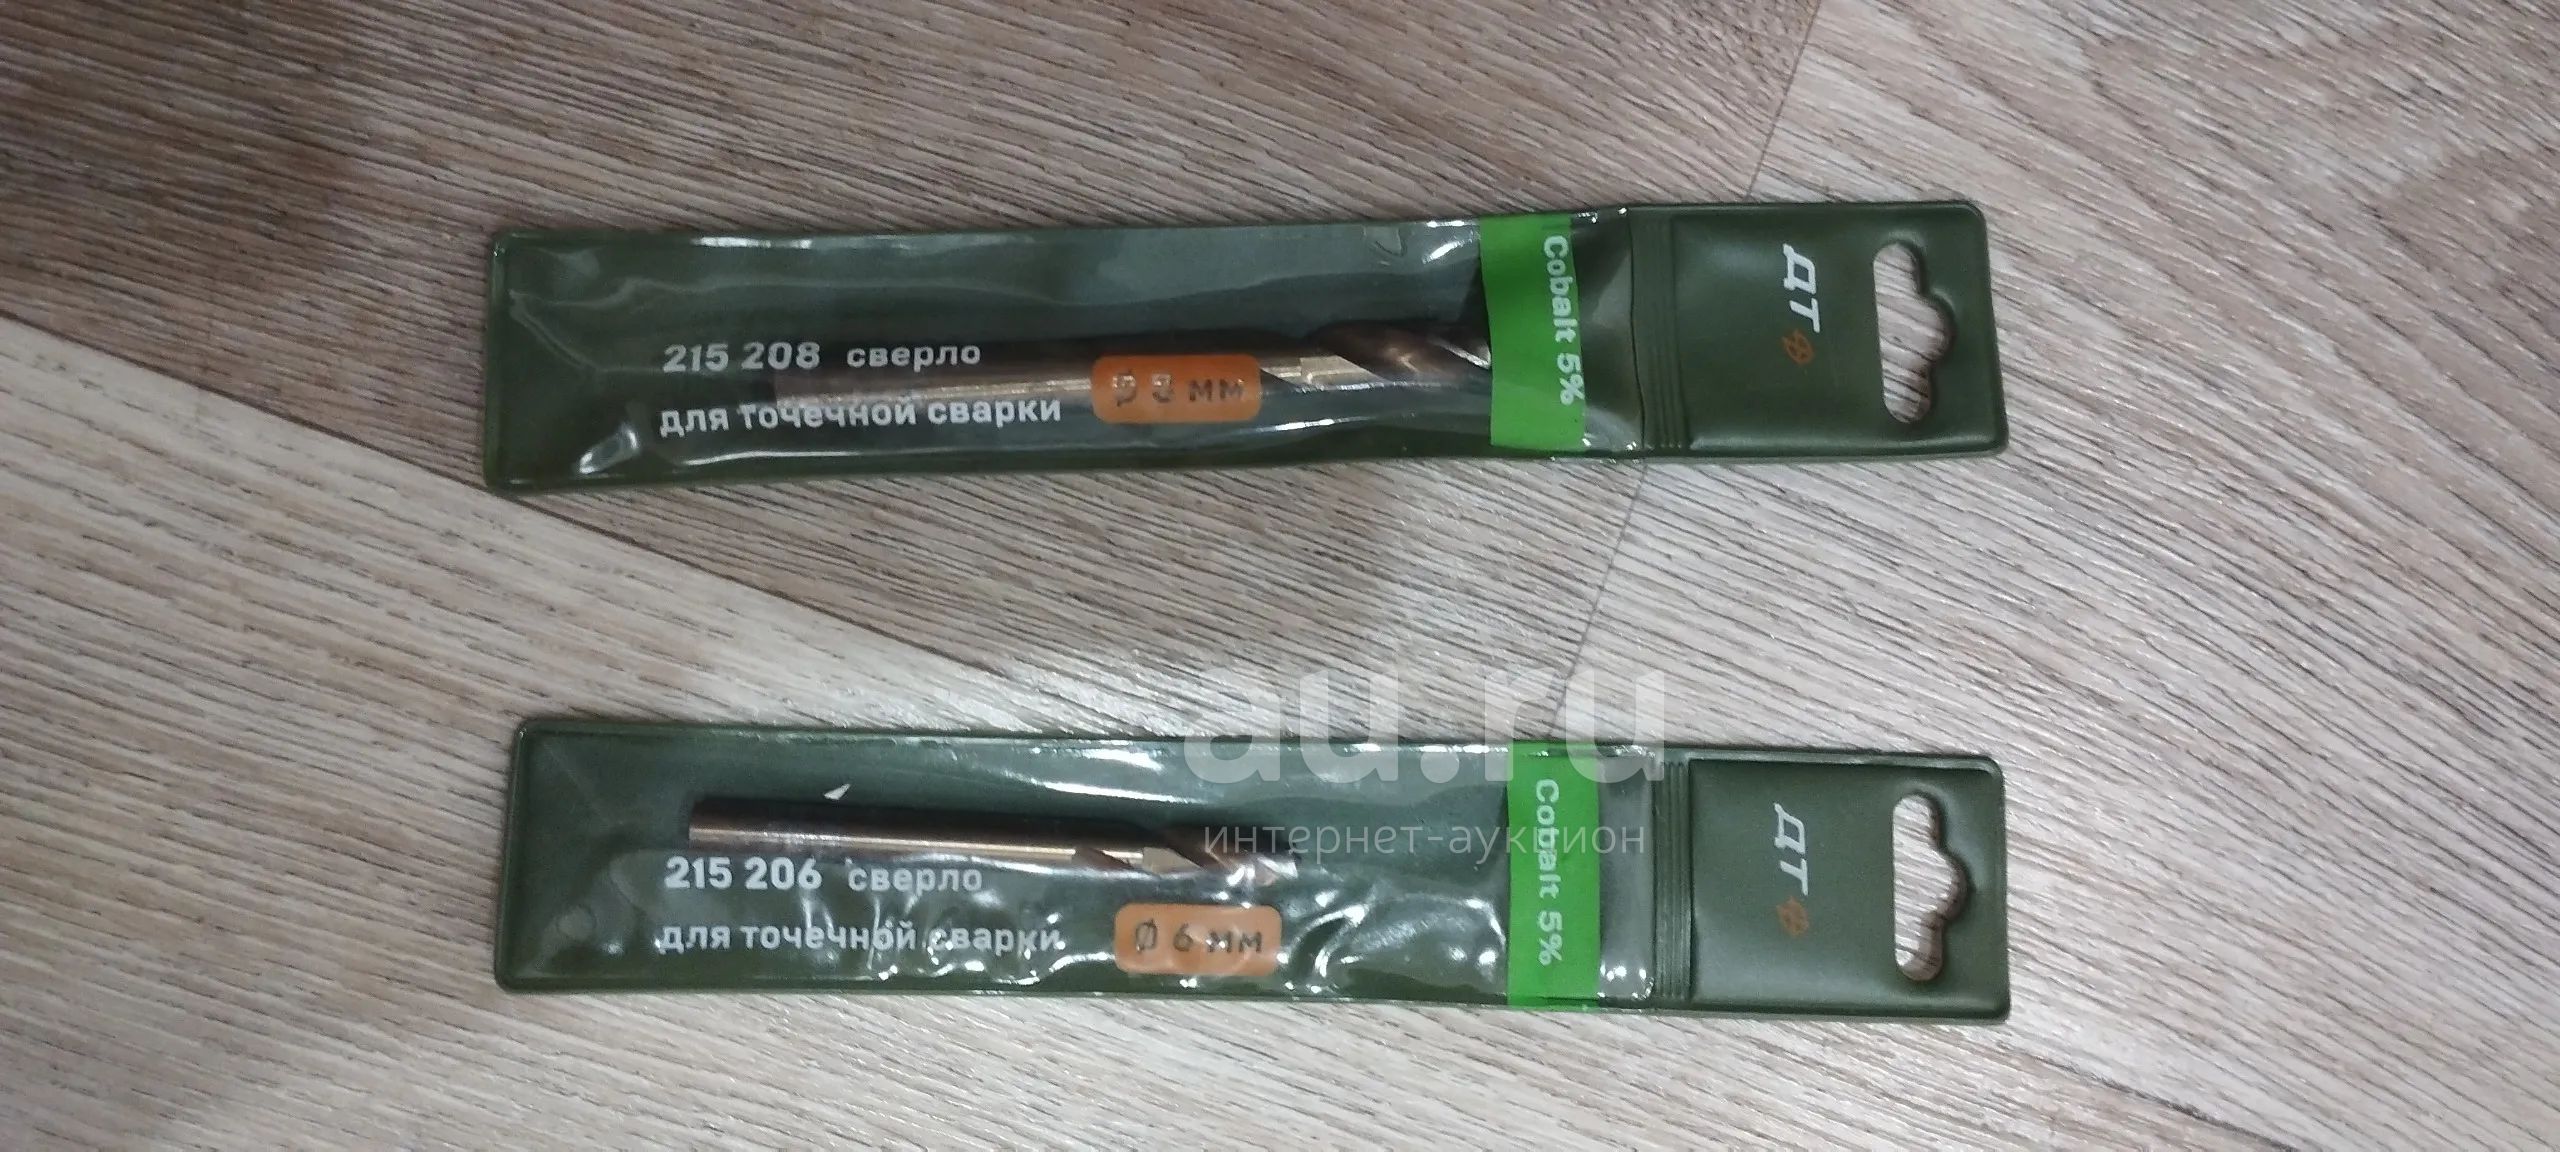 215 208 сверло
для точечной сварки
Ø 8 мм
Cobalt 5%
ДТ
au.ru
интернет-аукцион
215 206 сверло
для точечной сварки
Ø 6 мм
Cobalt 5%
ДТ